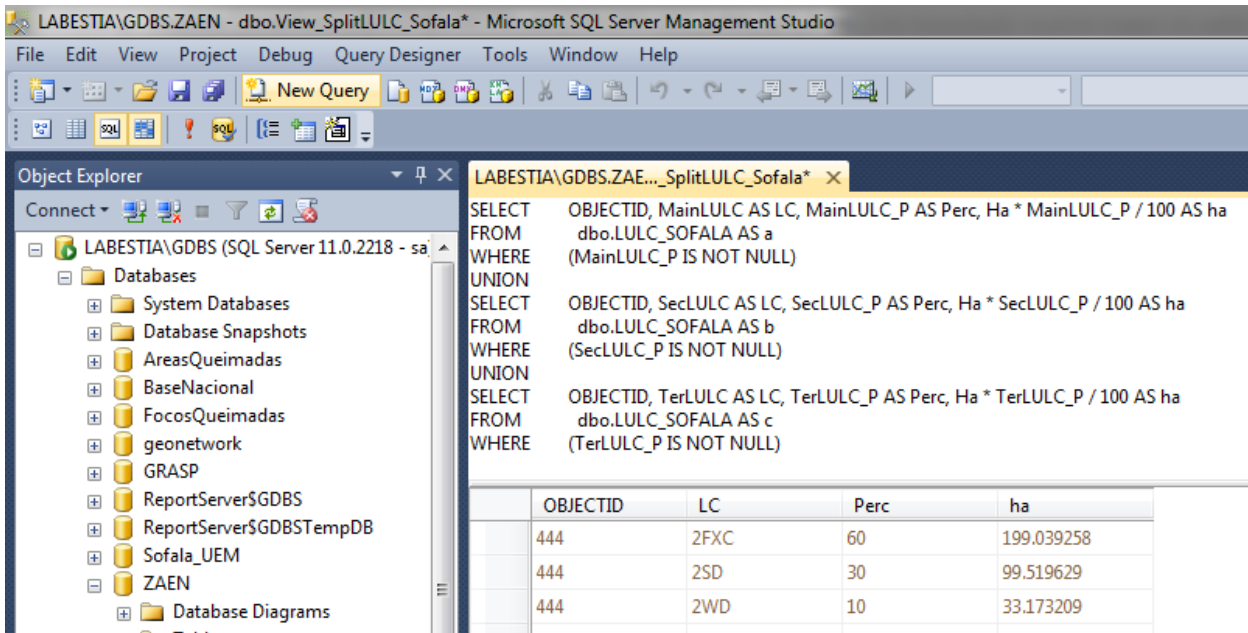 LABESTIA\GDBS.ZAEN - dbo.View_SplitLULC_Sofala* - Microsoft SQL Server Management Studio
File Edit View Project Debug Query Designer Tools Window Help
New Query
SQL
Object Explorer
Connect
LABESTIA\GDBS (SQL Server 11.0.2218 - sa
Databases
System Databases
Database Snapshots
AreasQueimadas
BaseNacional
FocosQueimadas
geonetwork
GRASP
ReportServer$GDBS
ReportServer$GDBSTempDB
Sofala_UEM
ZAEN
Database Diagrams
LABESTIA\GDBS.ZAE..._SplitLULC_Sofala*
SELECT OBJECTID, MainLULC AS LC, MainLULC_P AS Perc, Ha * MainLULC_P / 100 AS ha
FROM dbo.LULC_SOFALA AS a
WHERE (MainLULC_P IS NOT NULL)
UNION
SELECT OBJECTID, SecLULC AS LC, SecLULC_P AS Perc, Ha * SecLULC_P / 100 AS ha
FROM dbo.LULC_SOFALA AS b
WHERE (SecLULC_P IS NOT NULL)
UNION
SELECT OBJECTID, TerLULC AS LC, TerLULC_P AS Perc, Ha * TerLULC_P / 100 AS ha
FROM dbo.LULC_SOFALA AS c
WHERE (TerLULC_P IS NOT NULL)
OBJECTID LC Perc ha
444 2FXC 60 199.039258
444 2SD 30 99.519629
444 2WD 10 33.173209